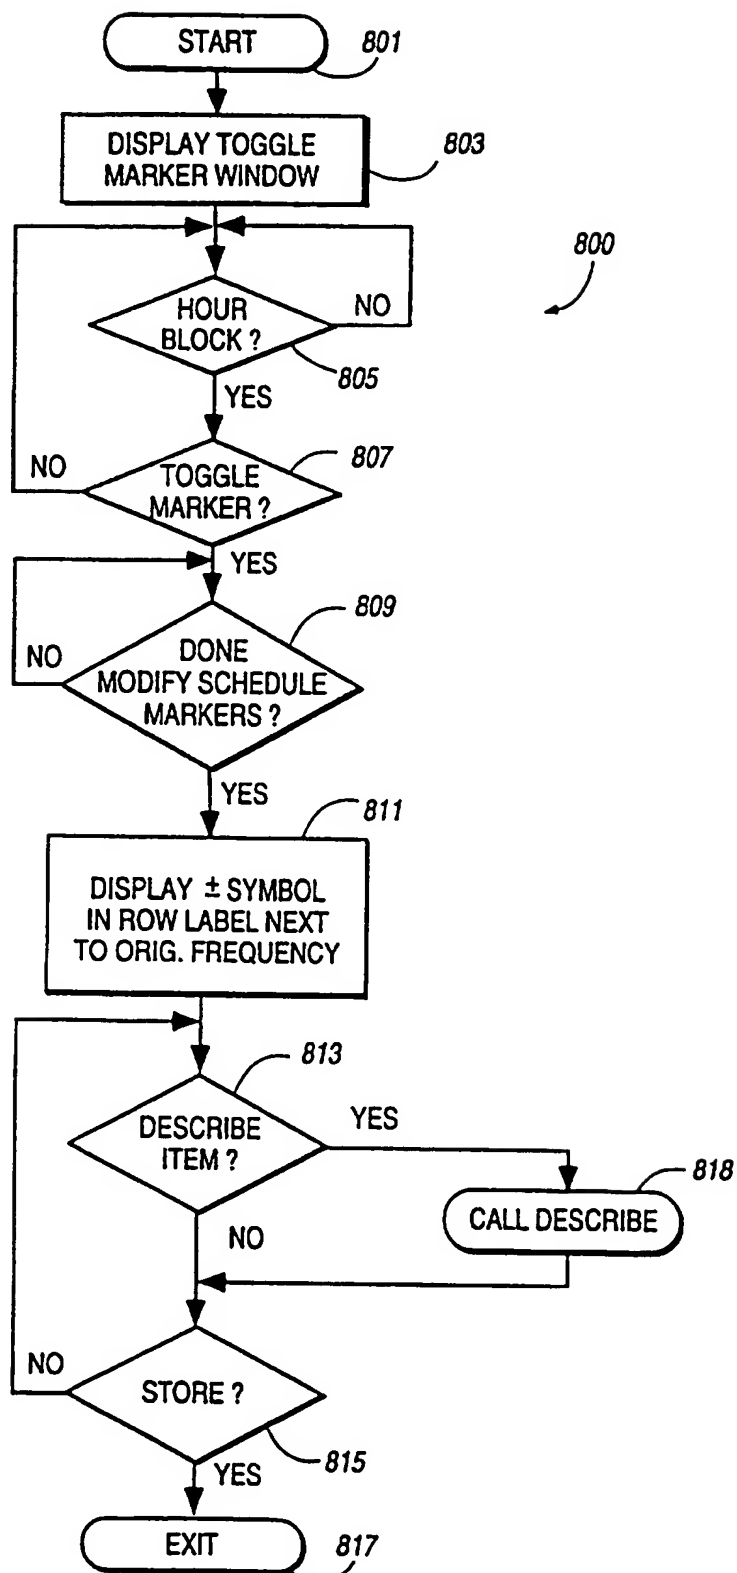 START
801
DISPLAY TOGGLE
MARKER WINDOW
803
800
HOUR
BLOCK ?
NO
805
YES
TOGGLE
MARKER ?
807
NO
YES
DONE
MODIFY SCHEDULE
MARKERS ?
809
NO
YES
811
DISPLAY ± SYMBOL
IN ROW LABEL NEXT
TO ORIG. FREQUENCY
813
DESCRIBE
ITEM ?
YES
818
CALL DESCRIBE
NO
STORE ?
NO
815
YES
EXIT
817